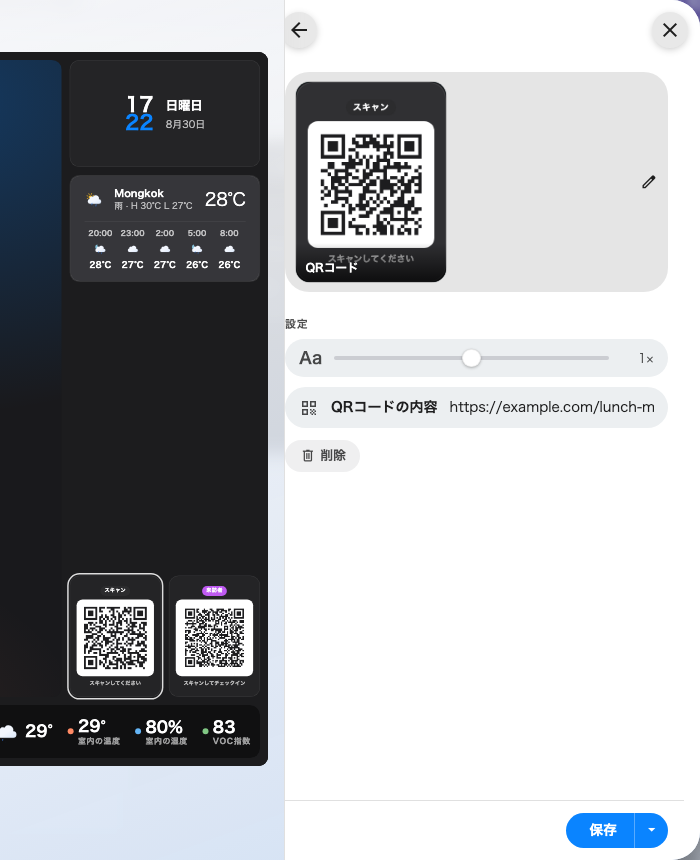 17
22
日曜日
8月30日
Mongkok
雨 · H 30°C L 27°C
28°C
20:00 23:00 2:00 5:00 8:00
28°C 27°C 27°C 26°C 26°C
スキャン
スキャンしてください
来訪者
スキャンしてチェックイン
29°
29°
室内の温度
80%
室内の湿度
83
VOC指数
スキャン
スキャンしてください
QRコード
設定
Aa
1×
QRコードの内容 https://example.com/lunch-m
削除
保存